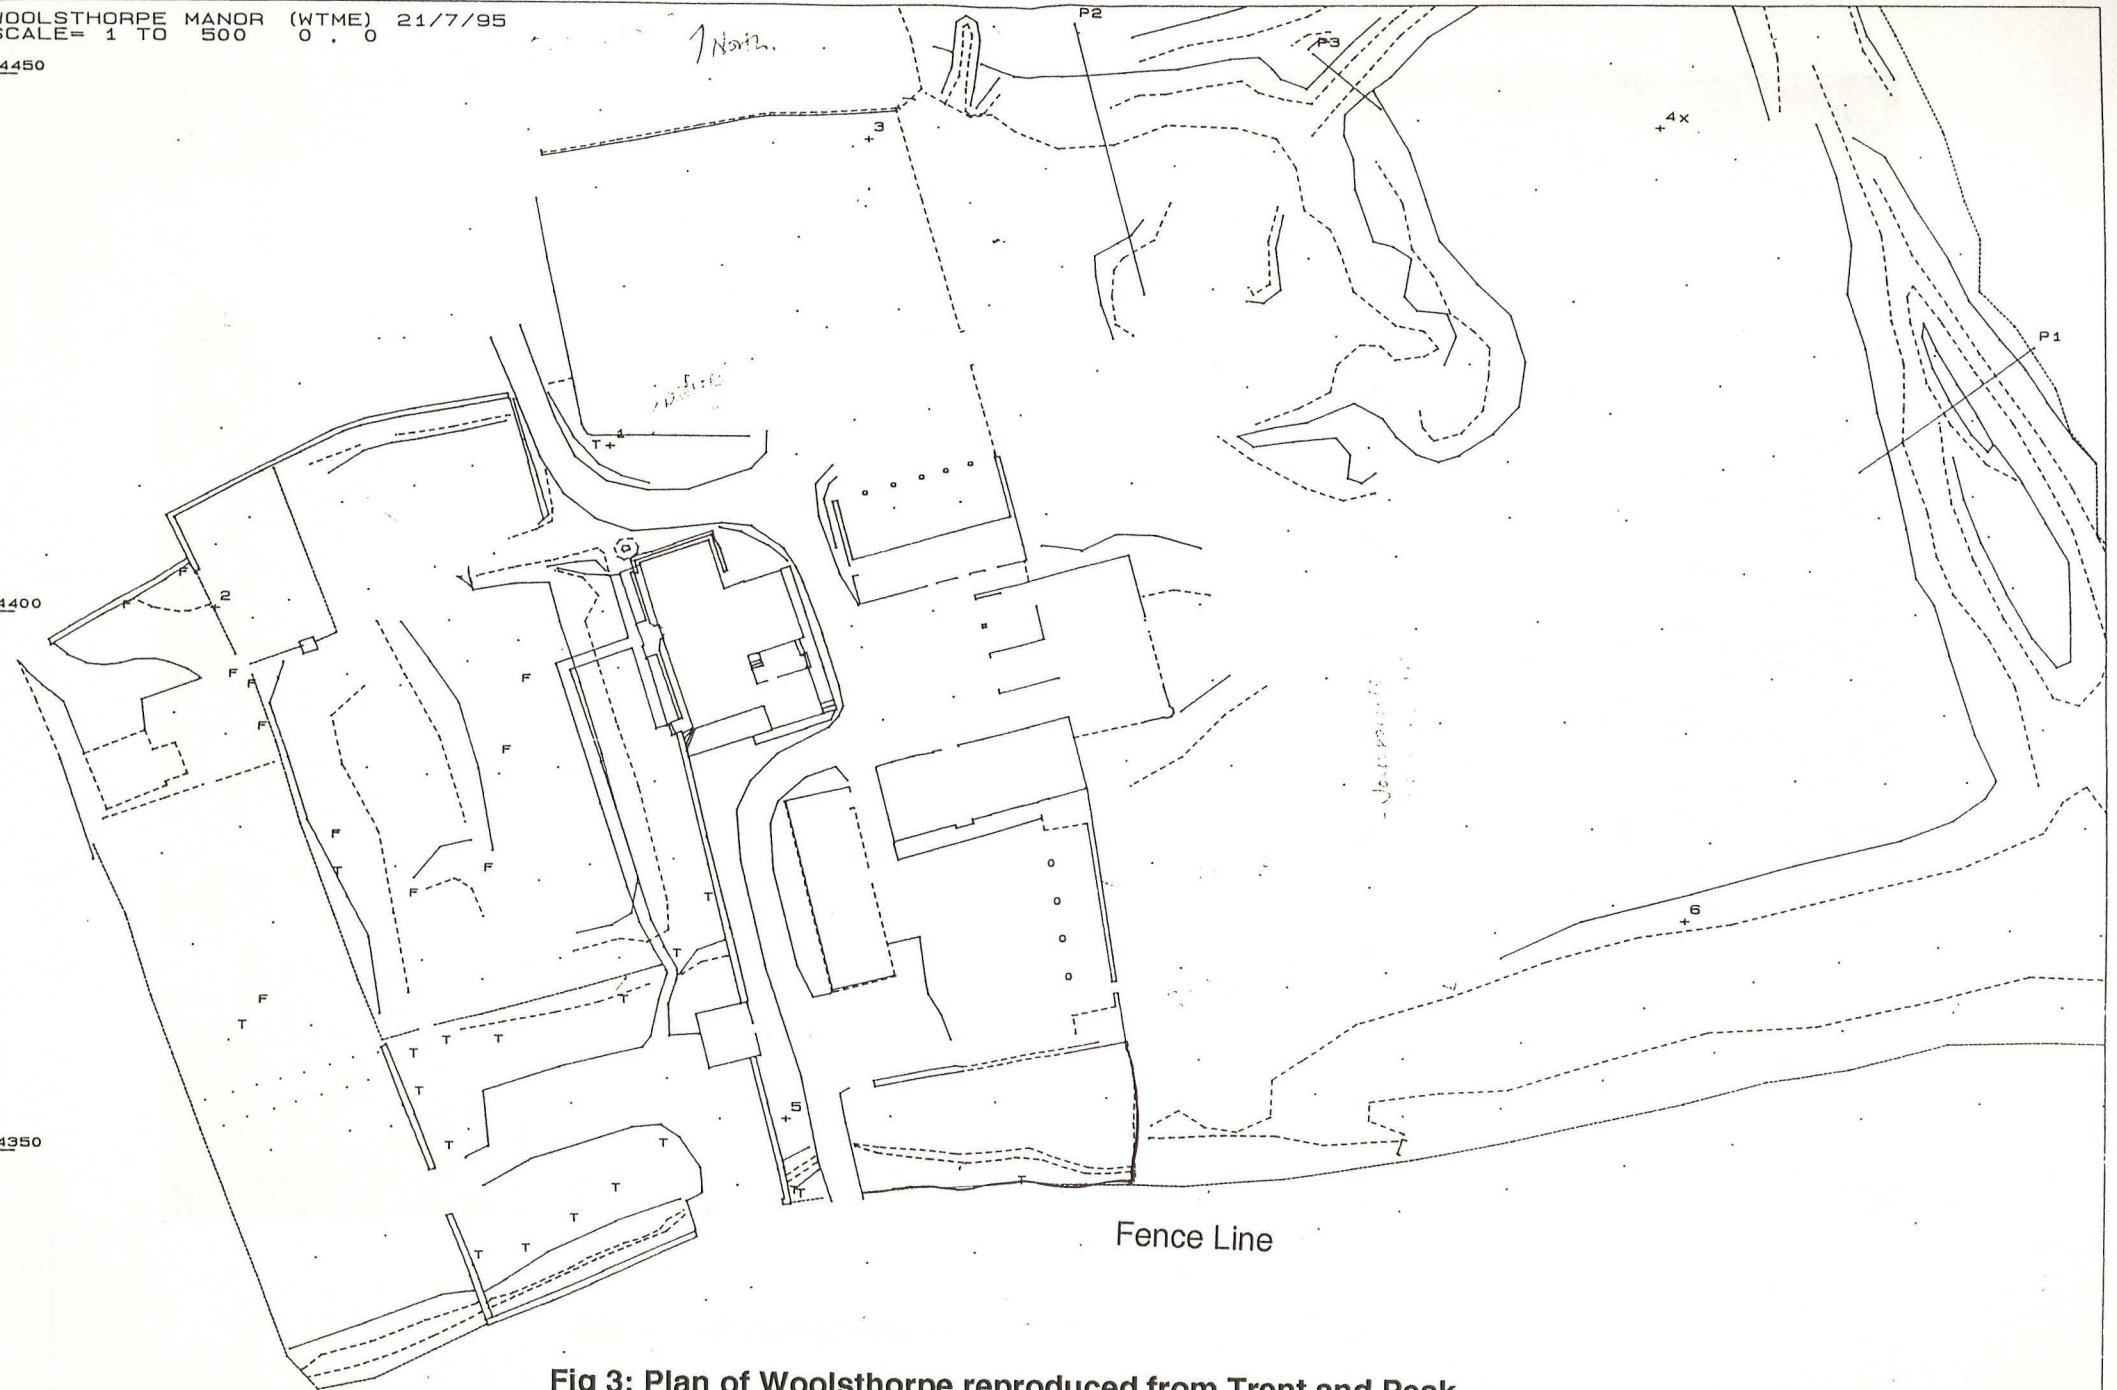 WOOLSTHORPE MANOR (WTME) 21/7/95
SCALE= 1 TO 500 0 . 0
4450
North.
P2
P3
3
4x
P1
T 1
F
F
2
4400
F
F
F
F
F
F
T
F
F
T
T
6
F
T
T
T
T
T
T
5
4350
T
T
T
T
T
T
T
T
Fence Line
Fig 3: Plan of Woolsthorpe reproduced from Trent and Peak